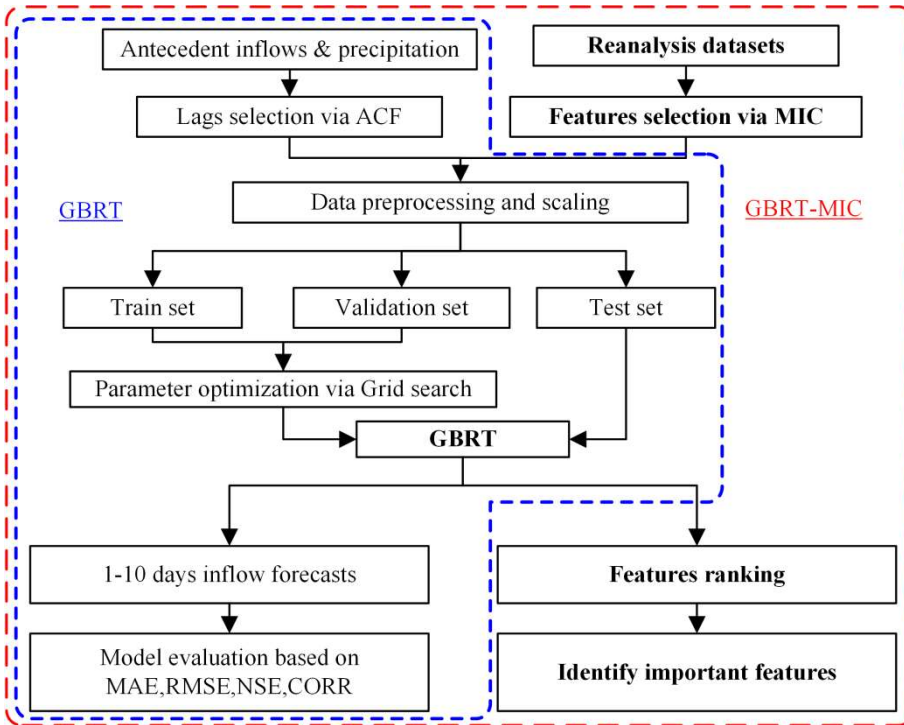 Antecedent inflows & precipitation
Reanalysis datasets
Lags selection via ACF
Features selection via MIC
Data preprocessing and scaling
GBRT
GBRT-MIC
Train set
Validation set
Test set
Parameter optimization via Grid search
GBRT
1-10 days inflow forecasts
Features ranking
Model evaluation based on
MAE,RMSE,NSE,CORR
Identify important features